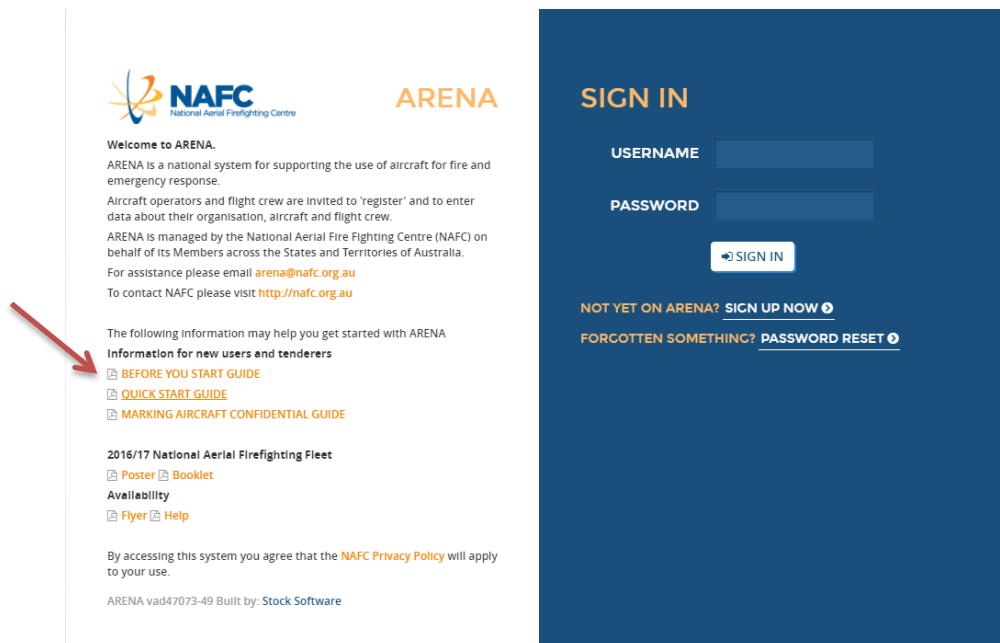 NAFC
National Aerial Firefighting Centre
ARENA
Welcome to ARENA.
ARENA is a national system for supporting the use of aircraft for fire and
emergency response.
Aircraft operators and flight crew are invited to 'register' and to enter
data about their organisation, aircraft and flight crew.
ARENA is managed by the National Aerial Fire Fighting Centre (NAFC) on
behalf of its Members across the States and Territories of Australia.
For assistance please email arena@nafc.org.au
To contact NAFC please visit http://nafc.org.au
The following information may help you get started with ARENA
Information for new users and tenderers
BEFORE YOU START GUIDE
QUICK START GUIDE
MARKING AIRCRAFT CONFIDENTIAL GUIDE
2016/17 National Aerial Firefighting Fleet
Poster Booklet
Availability
Flyer Help
By accessing this system you agree that the NAFC Privacy Policy will apply
to your use.
ARENA vad47073-49 Built by: Stock Software
SIGN IN
USERNAME
PASSWORD
SIGN IN
NOT YET ON ARENA? SIGN UP NOW
FORGOTTEN SOMETHING? PASSWORD RESET